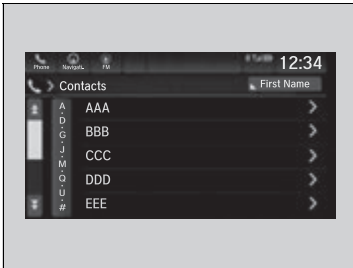 Phone Navigati.. FM 12:34
Contacts First Name
A
D
G
J
M
Q
U
#
AAA
BBB
CCC
DDD
EEE